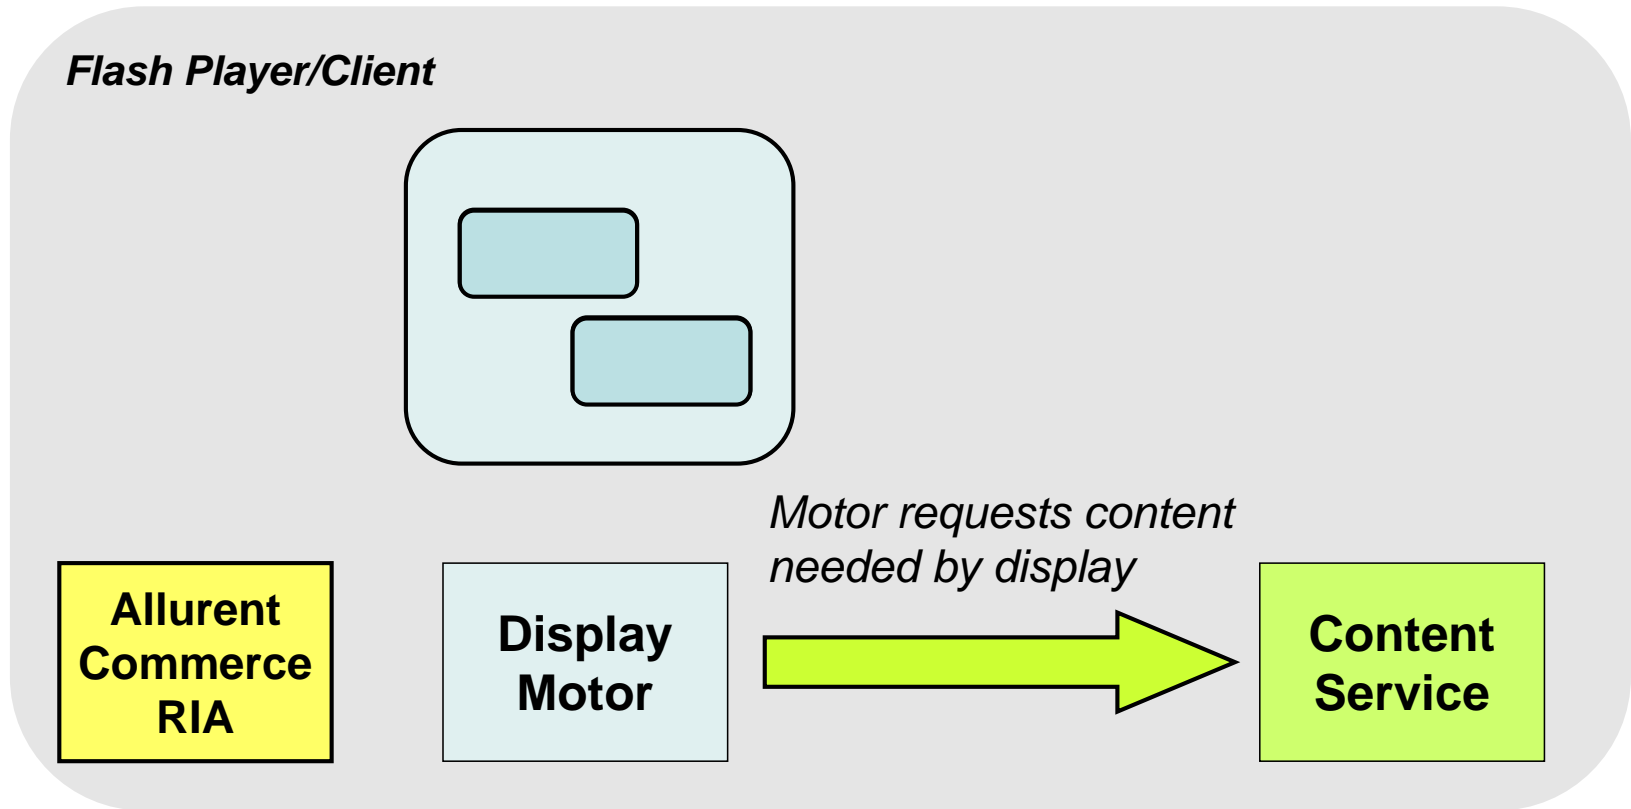 Flash Player/Client
Motor requests content
needed by display
Allurent
Commerce
RIA
Display
Motor
Content
Service